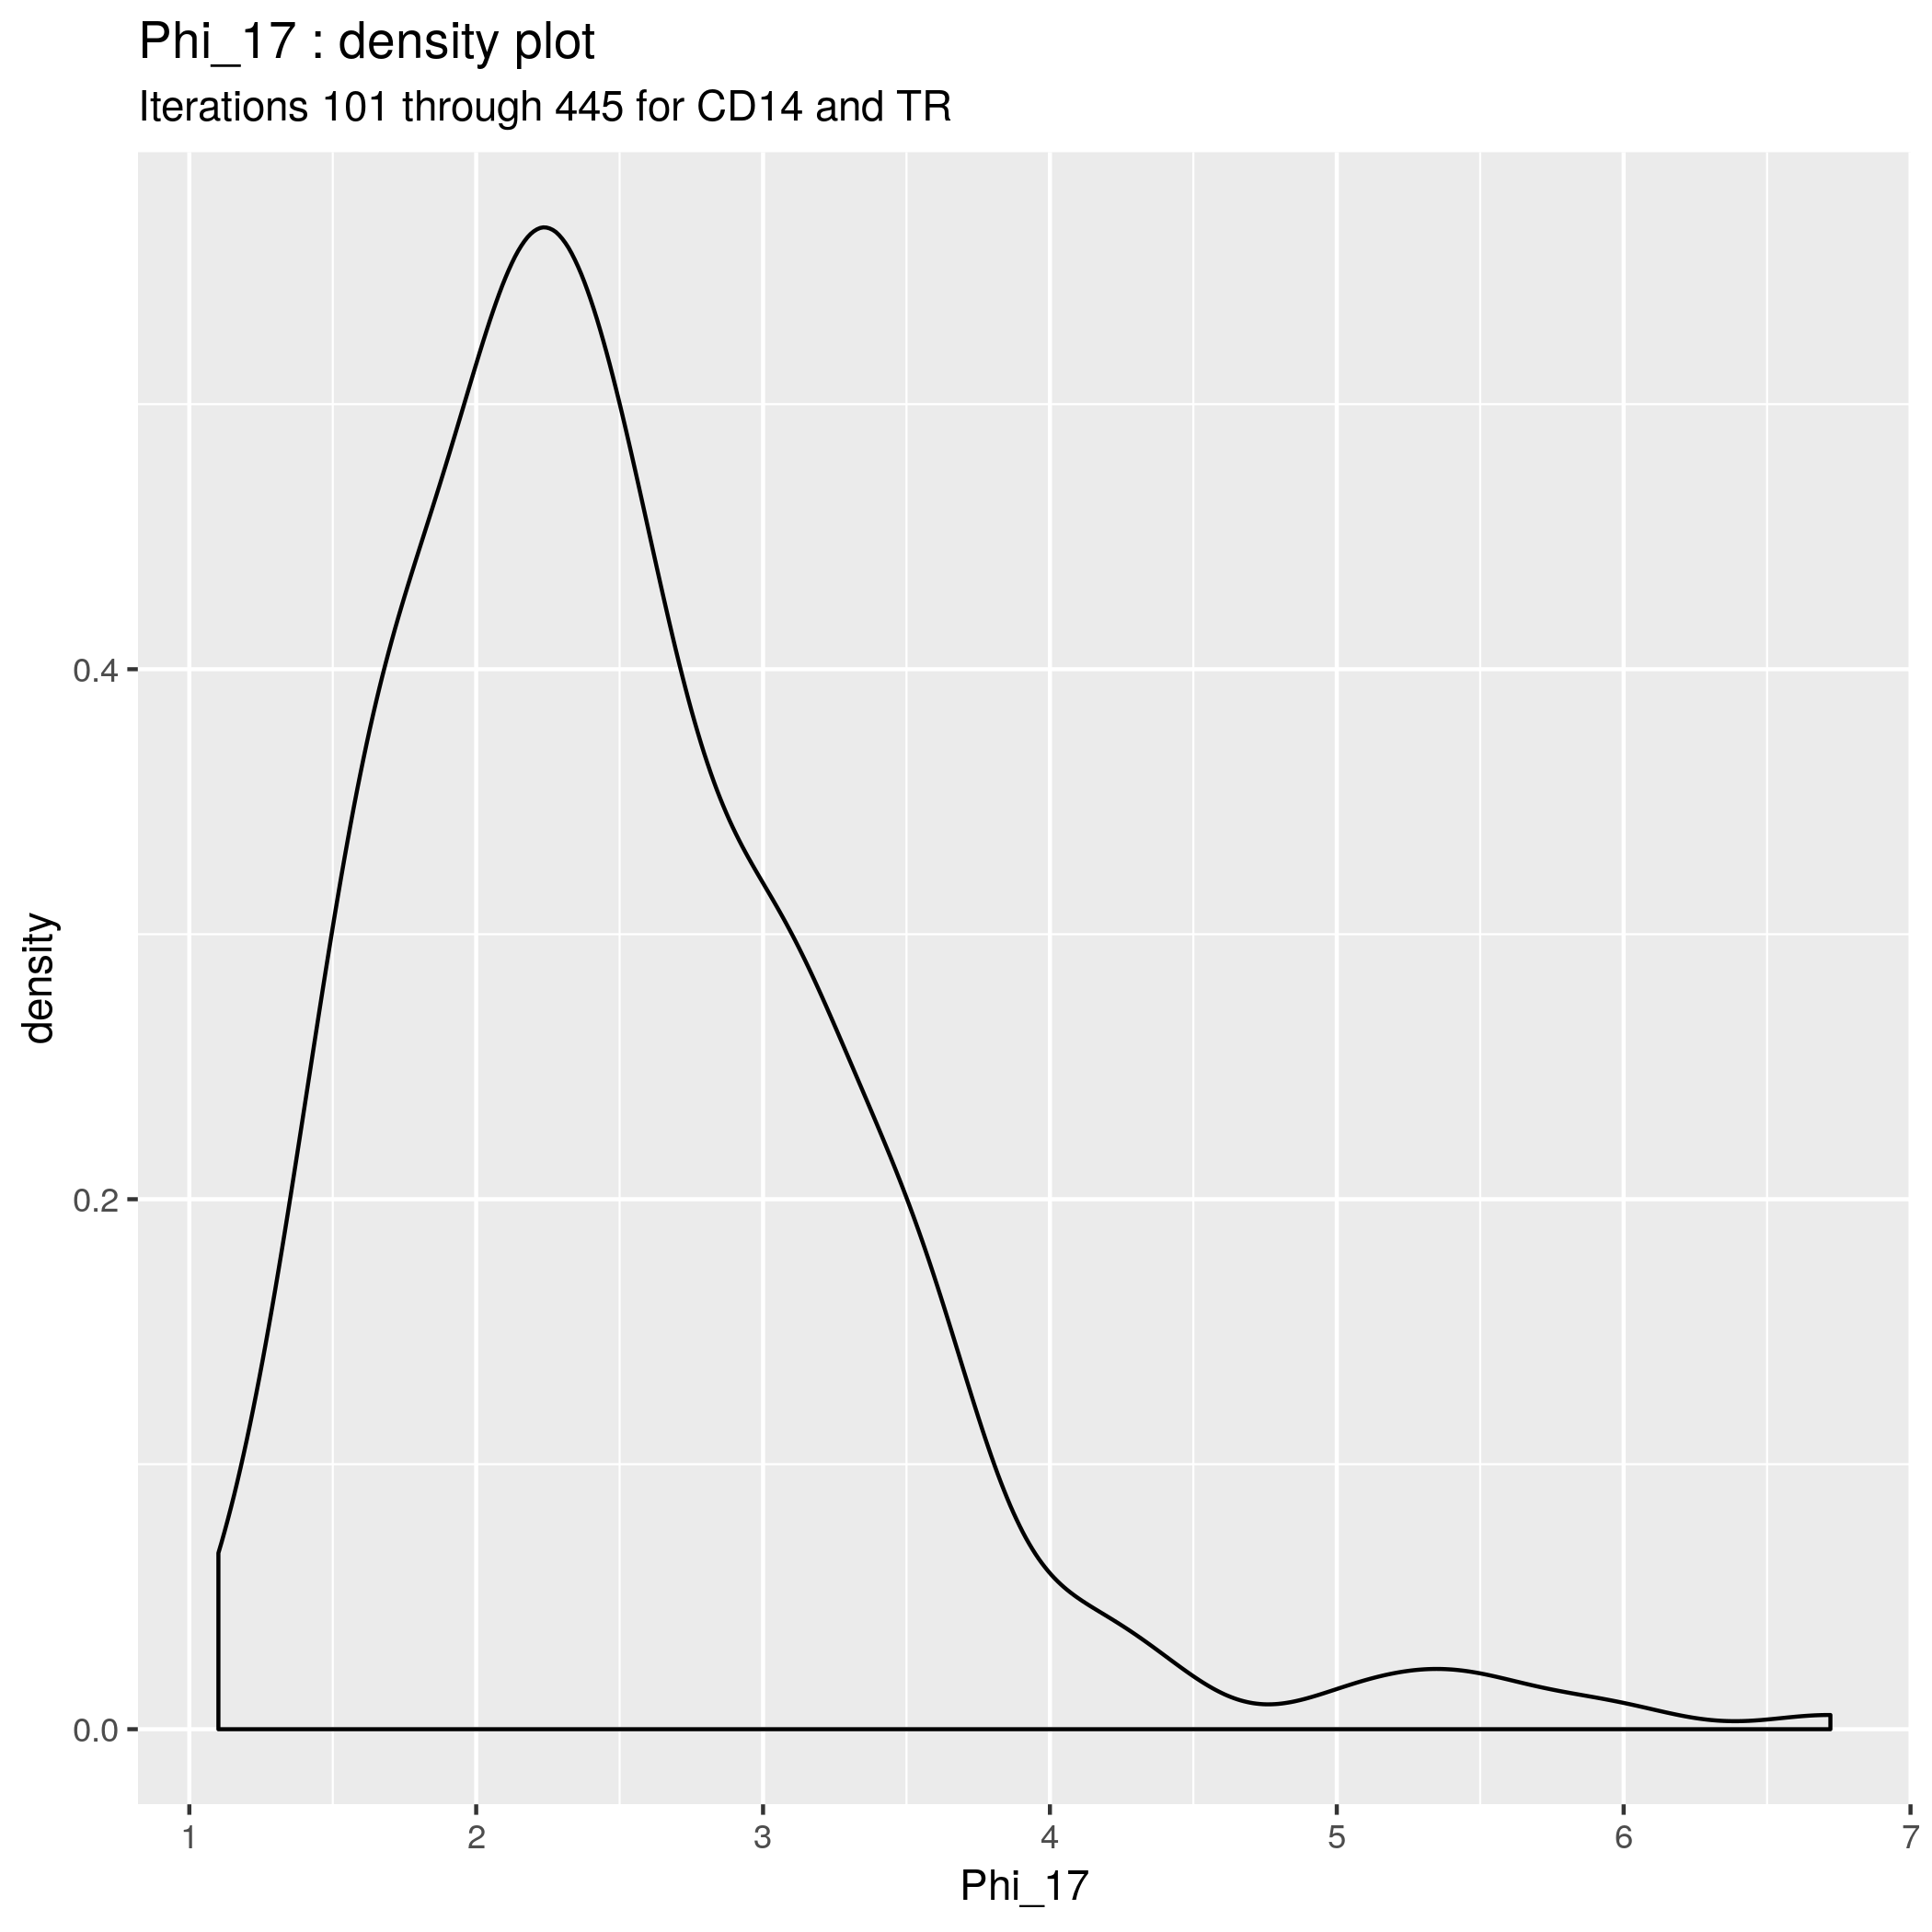 Phi_17 : density plot
Iterations 101 through 445 for CD14 and TR
density
0.4
0.2
0.0
1 2 3 4 5 6 7
Phi_17